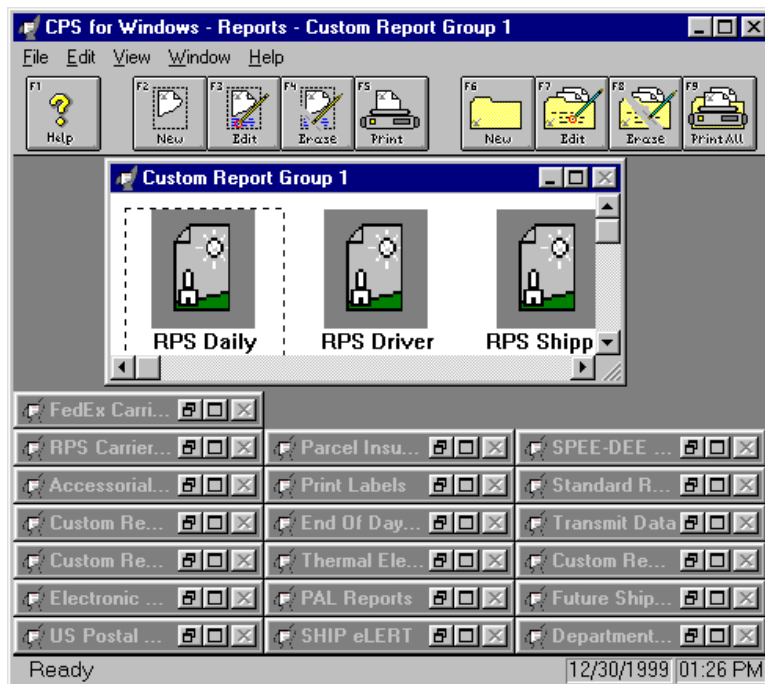 CPS for Windows - Reports - Custom Report Group 1
File Edit View Window Help
F1 F2 F3 F4 F5 F6 F7 F8 F9
Help New Edit Erase Print New Edit Erase Print All
Custom Report Group 1
RPS Daily RPS Driver RPS Shipp
FedEx Carri...
RPS Carrier... Parcel Insu... SPEE-DEE ...
Accessorial... Print Labels Standard R...
Custom Re... End Of Day... Transmit Data
Custom Re... Thermal Ele... Custom Re...
Electronic ... PAL Reports Future Ship...
US Postal ... SHIP eLERT Department...
Ready 12/30/1999 01:26 PM